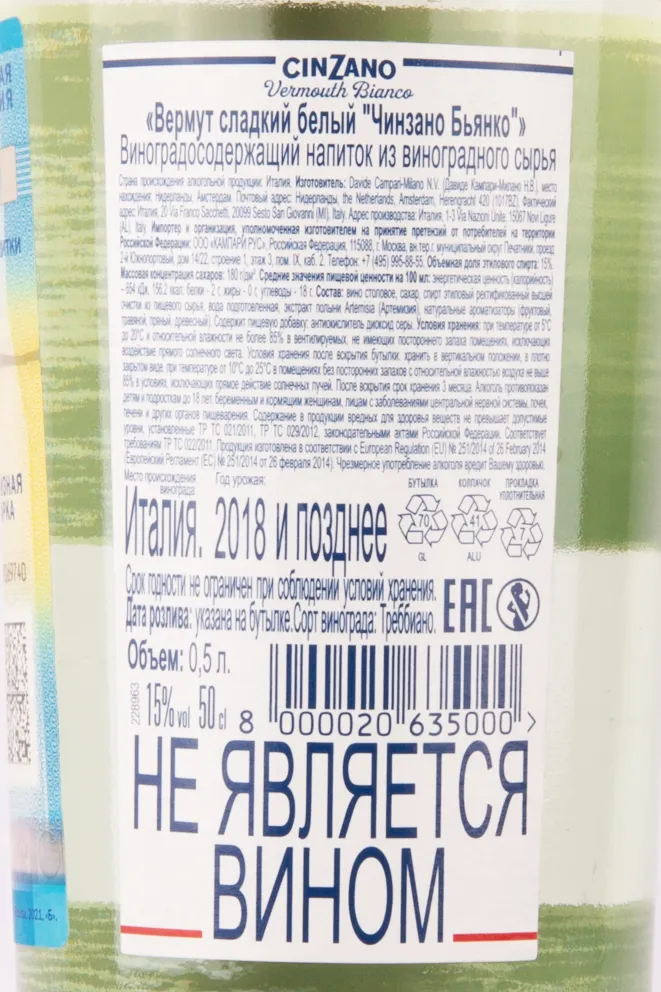 CINZANO
Vermouth Bianco
«Вермут сладкий белый "Чинзано Бьянко"»
Виноградосодержащий напиток из виноградного сырья
Страна происхождения алкогольной продукции: Италия. Изготовитель: Davide Campari-Milano N.V. (Давиде Кампари-Милано Н.В.), место
нахождения: Нидерланды, Амстердам. Почтовый адрес: Нидерланды, the Netherlands, Amsterdam, Herengracht 420 (1017BZ). Фактический
адрес: Италия, 20 Via Franco Sacchetti, 20099 Sesto San Giovanni (MI), Italy. Адрес производства: Италия, 1-3 Via Nazioni Unite, 15067 Novi Ligure
(AL), Italy. Импортер и организация, уполномоченная изготовителем на принятие претензий от потребителей на территории
Российской Федерации: ООО «КАМПАРИ РУС», Российская Федерация, 115088, г. Москва, вн.тер.г. муниципальный округ Печатники, проезд
2-й Южнопортовый, дом 14/22, строение 1, этаж 3, пом. IX, каб. 2. Телефон: +7 (495) 995-88-55. Объемная доля этилового спирта: 15%.
Массовая концентрация сахаров: 180 г/дм³. Средние значения пищевой ценности на 100 мл: энергетическая ценность (калорийность)
- 654 кДж, 156,2 ккал; белки - 2 г, жиры - 0 г, углеводы - 18 г. Состав: вино столовое, сахар, спирт этиловый ректификованный высшей
очистки из пищевого сырья, вода подготовленная, экстракт полыни Artemisia (Артемизия), натуральные ароматизаторы (фруктовый,
травяной, пряный, древесный). Содержит пищевую добавку: антиокислитель диоксид серы. Условия хранения: при температуре от 5°C
до 20°C и относительной влажности не более 85% в вентилируемых, не имеющих постороннего запаха помещениях, исключающих
воздействие прямого солнечного света. Условия хранения после вскрытия бутылки: хранить в вертикальном положении, в плотно
закрытом виде, при температуре от 10°C до 25°C в помещениях без посторонних запахов с относительной влажностью воздуха не выше
85% в условиях, исключающих прямое действие солнечных лучей. После вскрытия срок хранения 3 месяца. Алкоголь противопоказан
детям и подросткам до 18 лет, беременным и кормящим женщинам, лицам с заболеваниями центральной нервной системы, почек,
печени и других органов пищеварения. Содержание в продукции вредных для здоровья веществ не превышает допустимые
уровни, установленные ТР ТС 021/2011, ТР ТС 029/2012, законодательными актами Российской Федерации. Соответствует
требованиям ТР ТС 022/2011. Продукция изготовлена в соответствии с European Regulation (EU) № 251/2014 of 26 February 2014
(Европейский Регламент (ЕС) № 251/2014 от 26 февраля 2014). Чрезмерное употребление алкоголя вредит Вашему здоровью.
Место происхождения винограда:
Год урожая:
Италия. 2018 и позднее
БУТЫЛКА
70
GL
КОЛПАЧОК
41
ALU
ПРОКЛАДКА УПЛОТНИТЕЛЬНАЯ
7
Срок годности не ограничен при соблюдении условий хранения.
Дата розлива: указана на бутылке. Сорт винограда: Треббиано.
EAC
Объем: 0,5 л.
228963
15% vol 50 cl
8 000020 635000 >
НЕ ЯВЛЯЕТСЯ
ВИНОМ